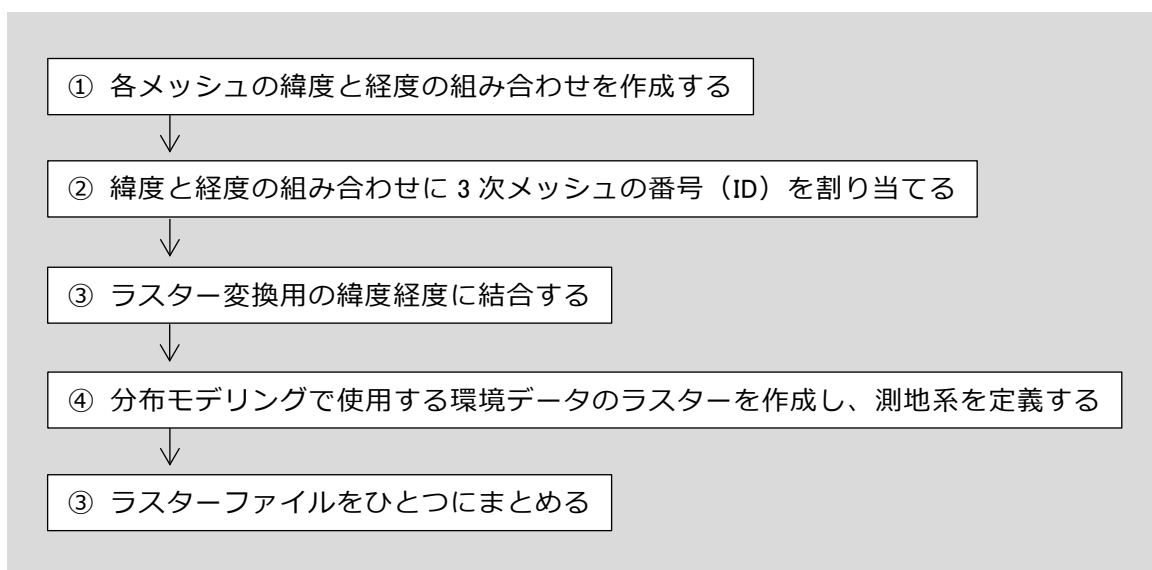 ① 各メッシュの緯度と経度の組み合わせを作成する
② 緯度と経度の組み合わせに 3 次メッシュの番号（ID）を割り当てる
③ ラスター変換用の緯度経度に結合する
④ 分布モデリングで使用する環境データのラスターを作成し、測地系を定義する
③ ラスターファイルをひとつにまとめる